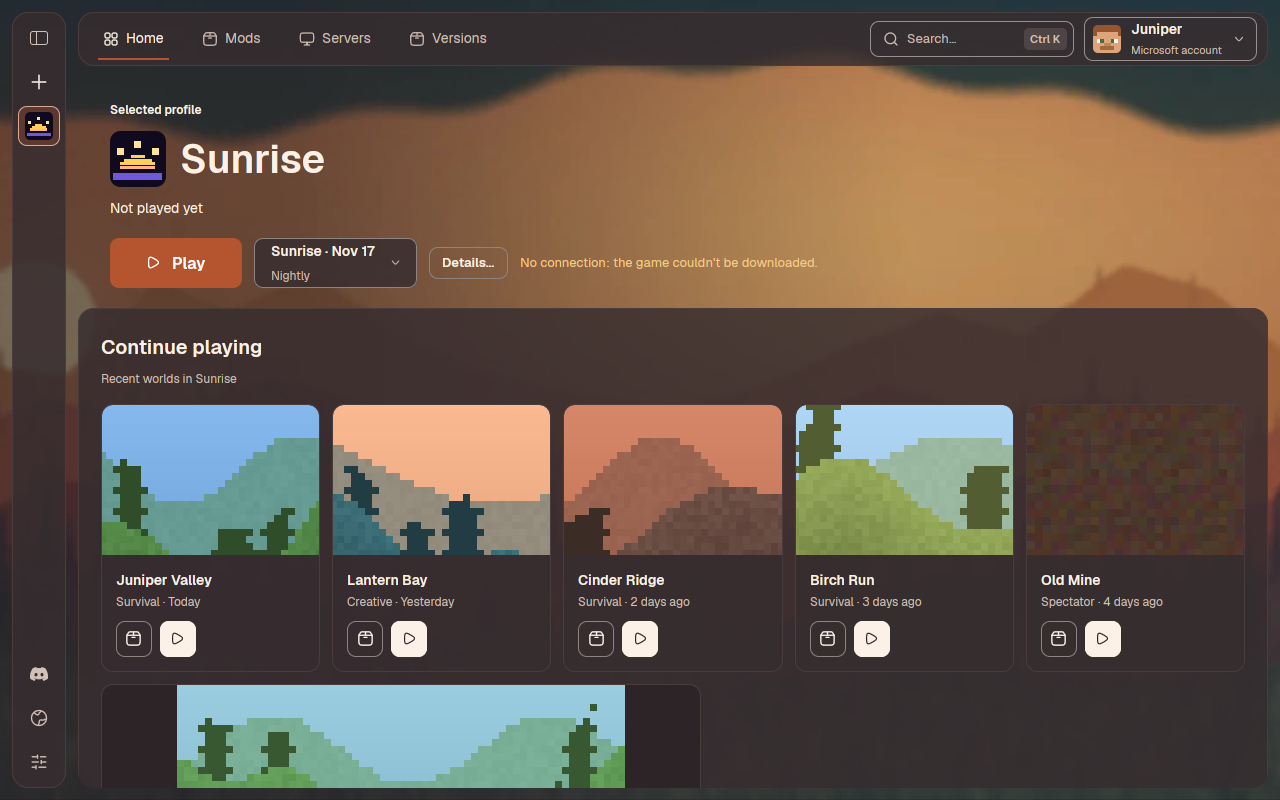 Home
Mods
Servers
Versions
Search...
Ctrl K
Juniper
Microsoft account
Selected profile
Sunrise
Not played yet
Play
Sunrise · Nov 17
Nightly
Details...
No connection: the game couldn't be downloaded.
Continue playing
Recent worlds in Sunrise
Juniper Valley
Survival · Today
Lantern Bay
Creative · Yesterday
Cinder Ridge
Survival · 2 days ago
Birch Run
Survival · 3 days ago
Old Mine
Spectator · 4 days ago